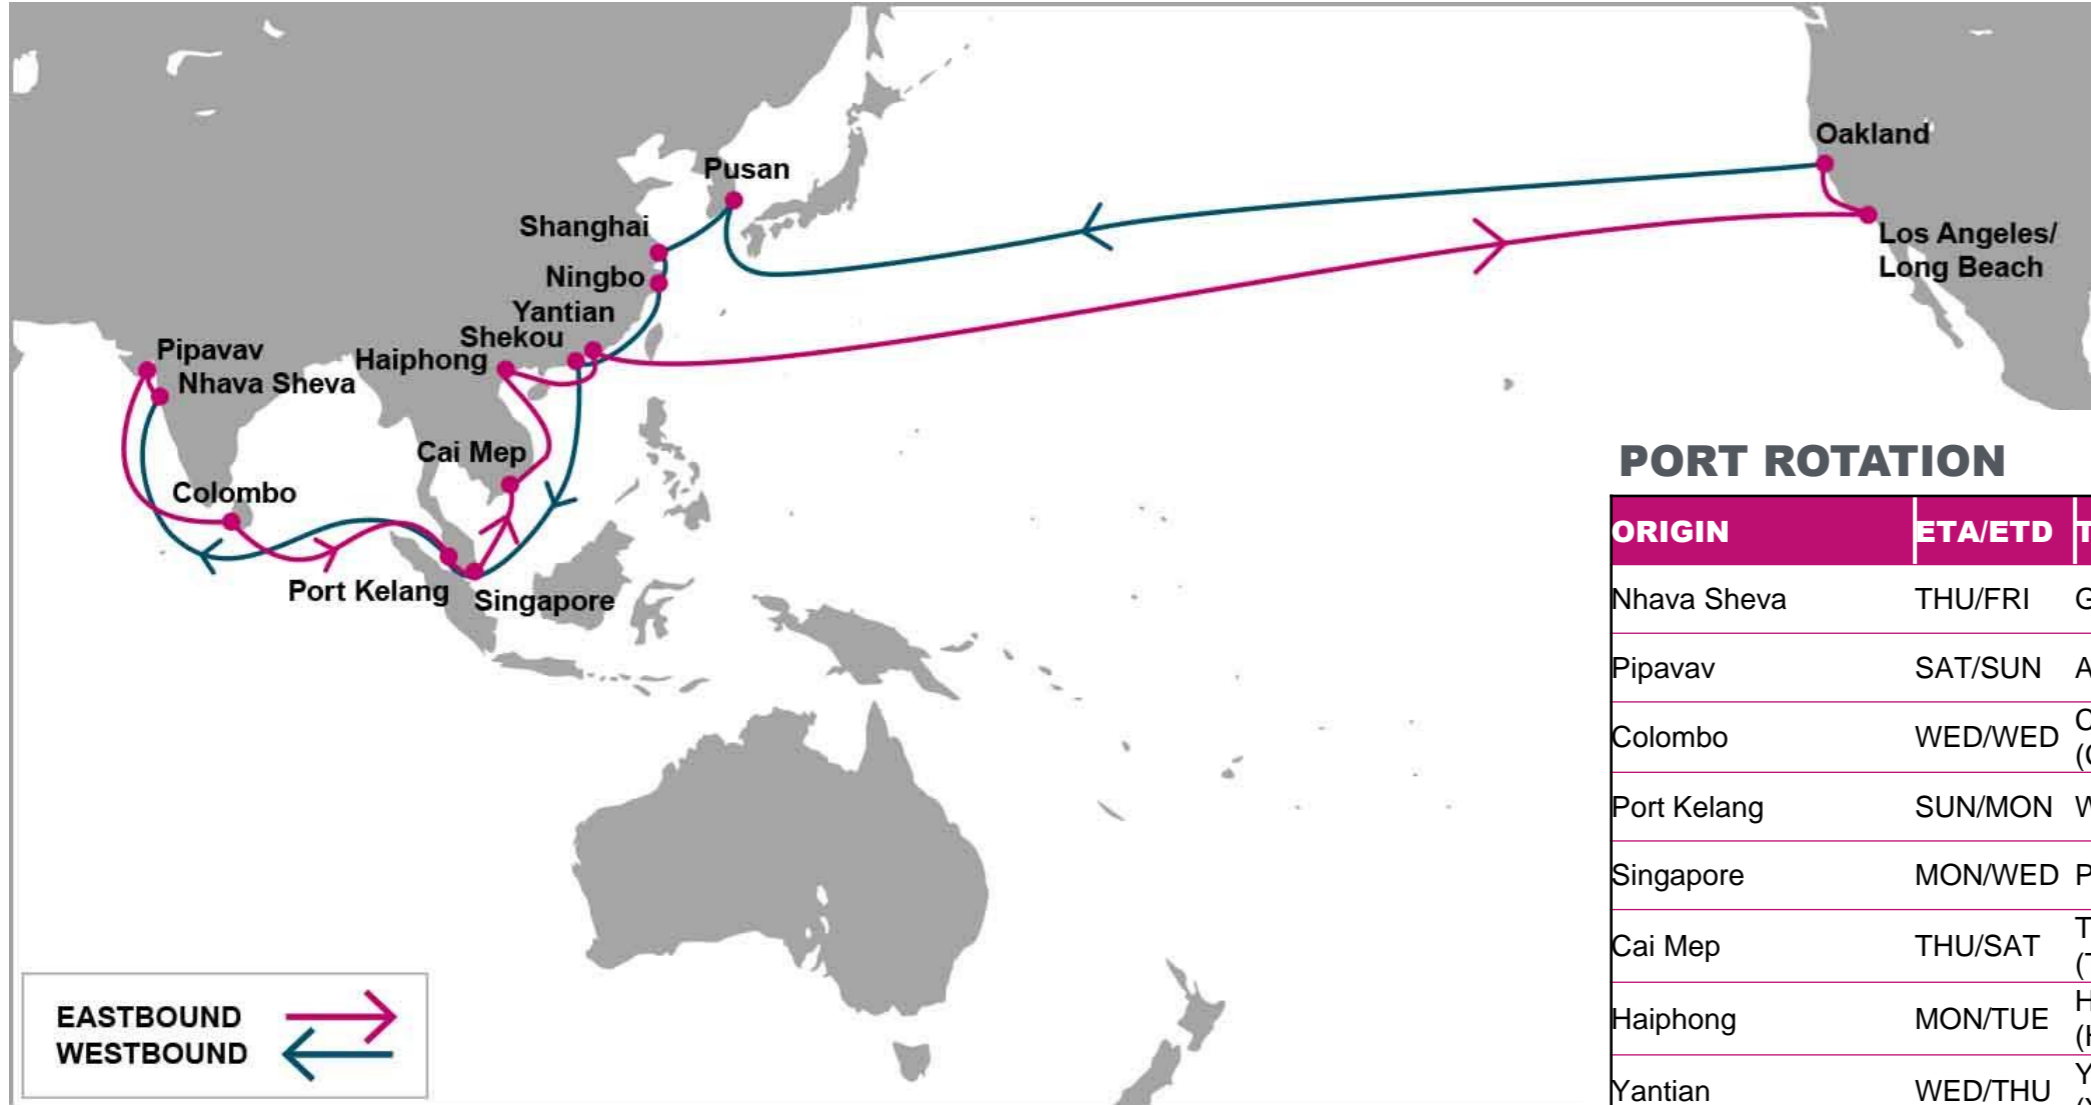 Oakland
Pusan
Shanghai
Los Angeles/
Long Beach
Ningbo
Yantian
Shekou
Pipavav
Haiphong
Nhava Sheva
Cai Mep
Colombo
Port Kelang
Singapore
EASTBOUND
WESTBOUND
PORT ROTATION
ORIGIN ETA/ETD T
Nhava Sheva THU/FRI G
Pipavav SAT/SUN A
Colombo WED/WED
Port Kelang SUN/MON W
Singapore MON/WED P
Cai Mep THU/SAT T
Haiphong MON/TUE H
Yantian WED/THU Y